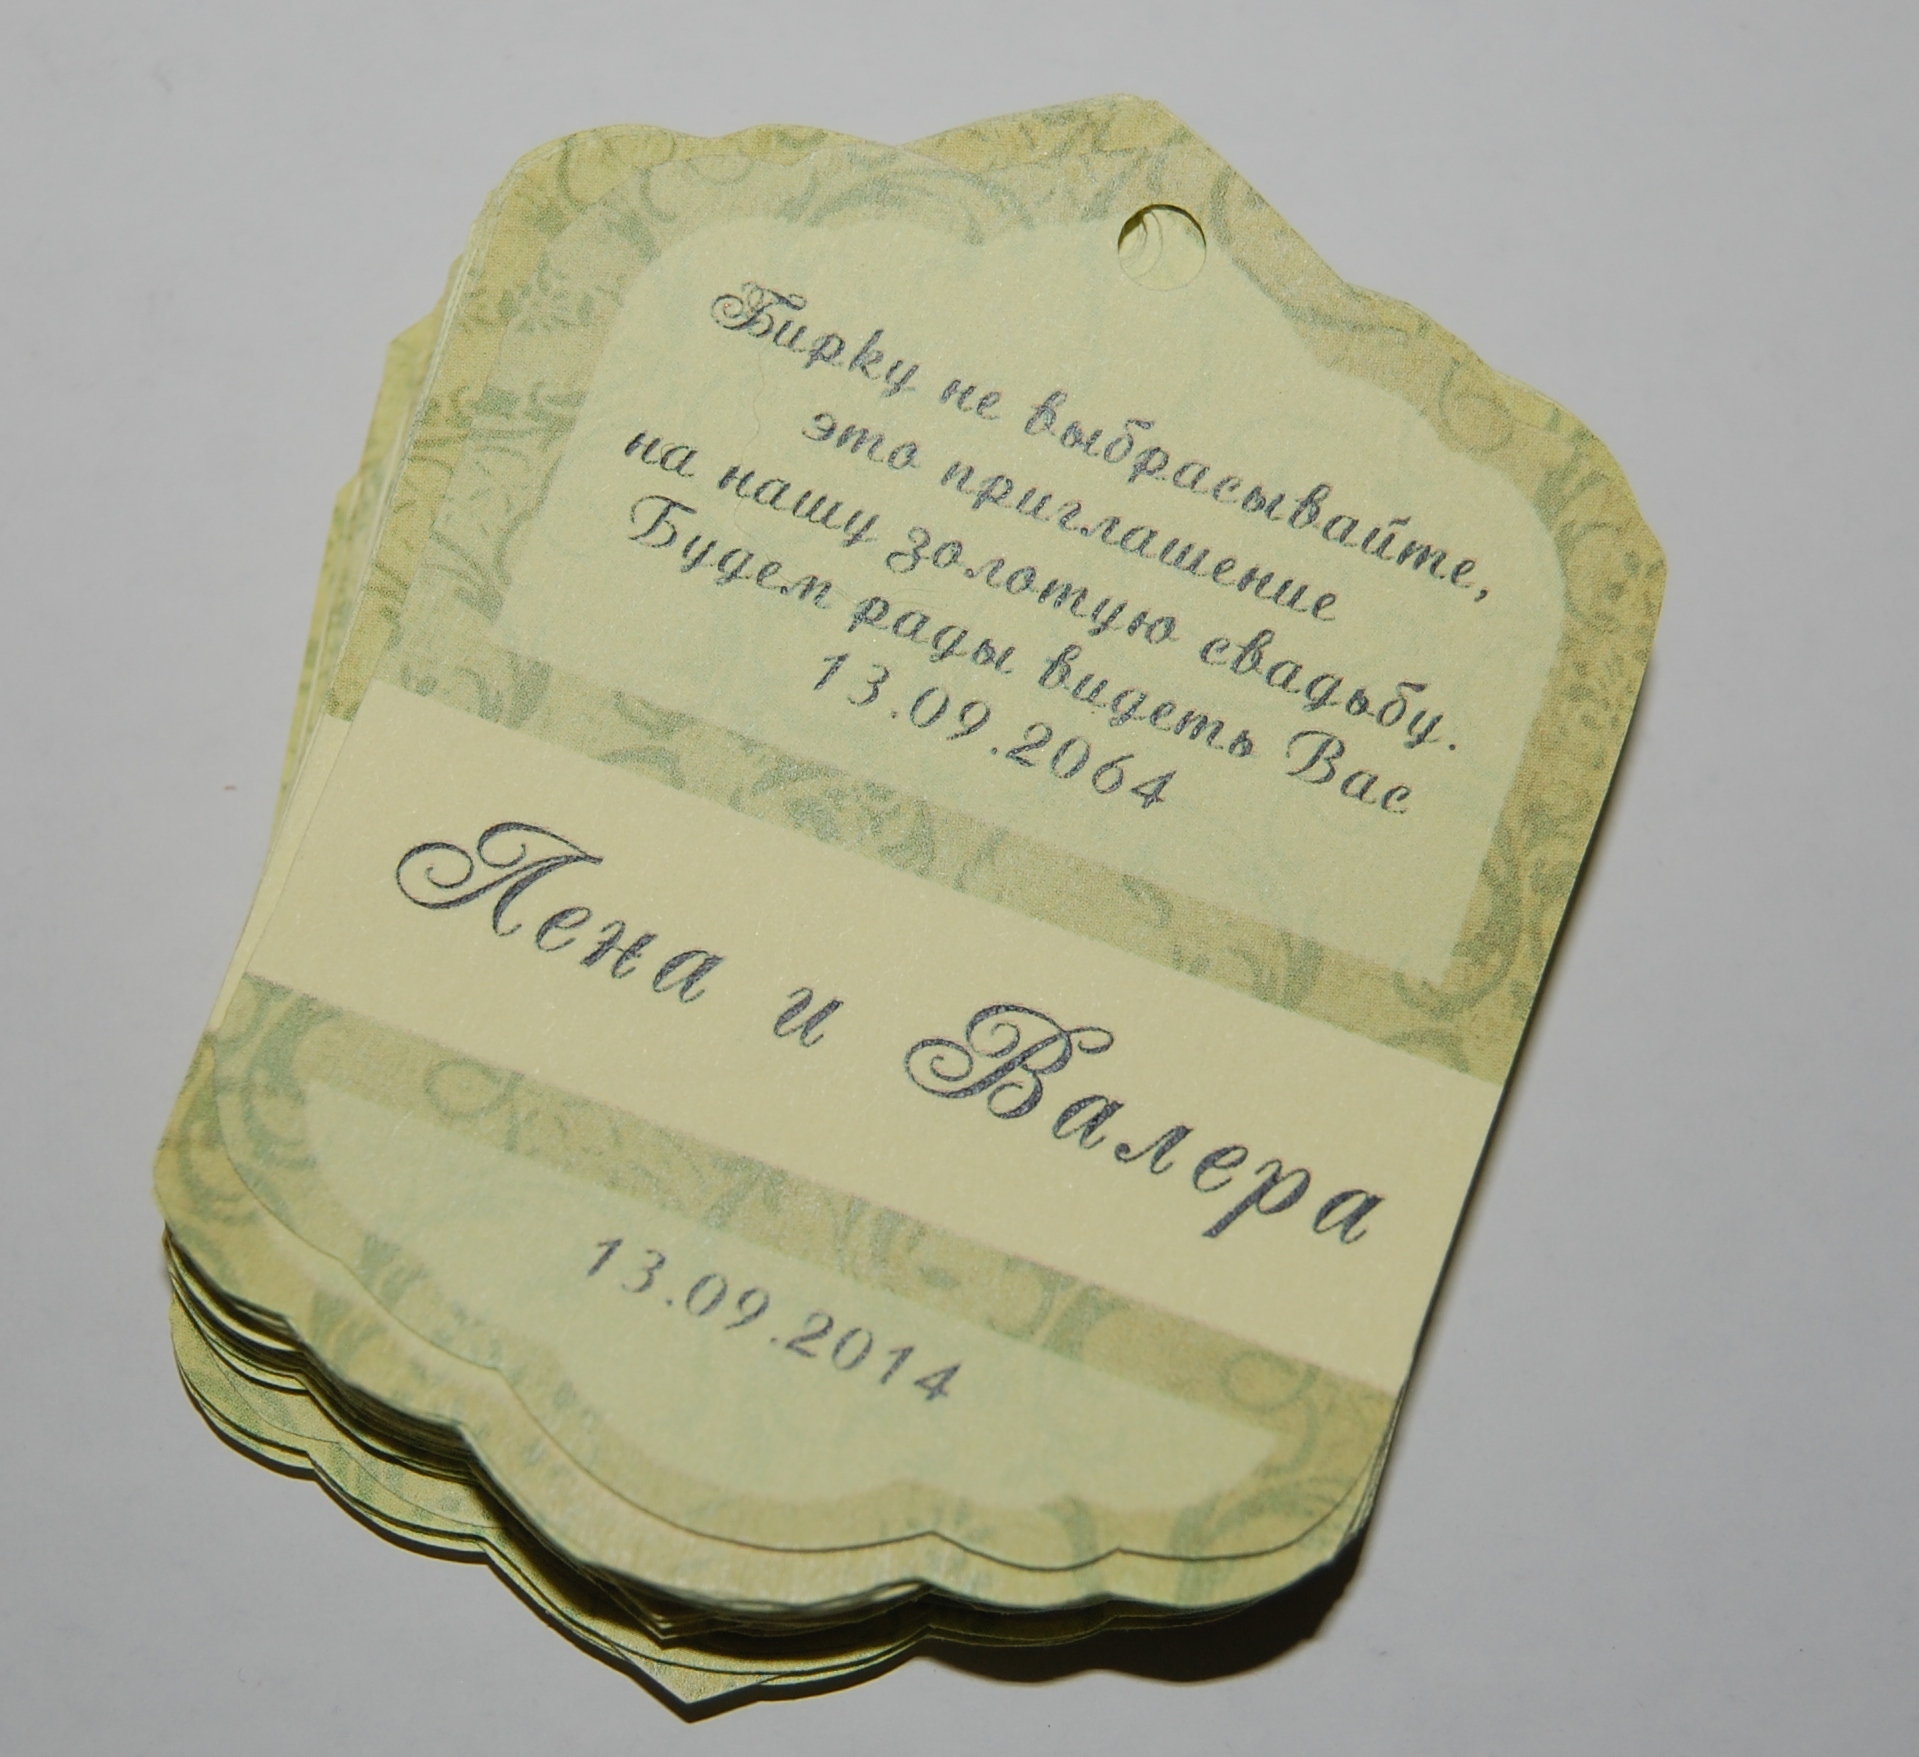 Бирку не выбрасывайте,
это приглашение
на нашу золотую свадьбу.
Будем рады видеть Вас
13.09.2064
Лена и Валера
13.09.2014